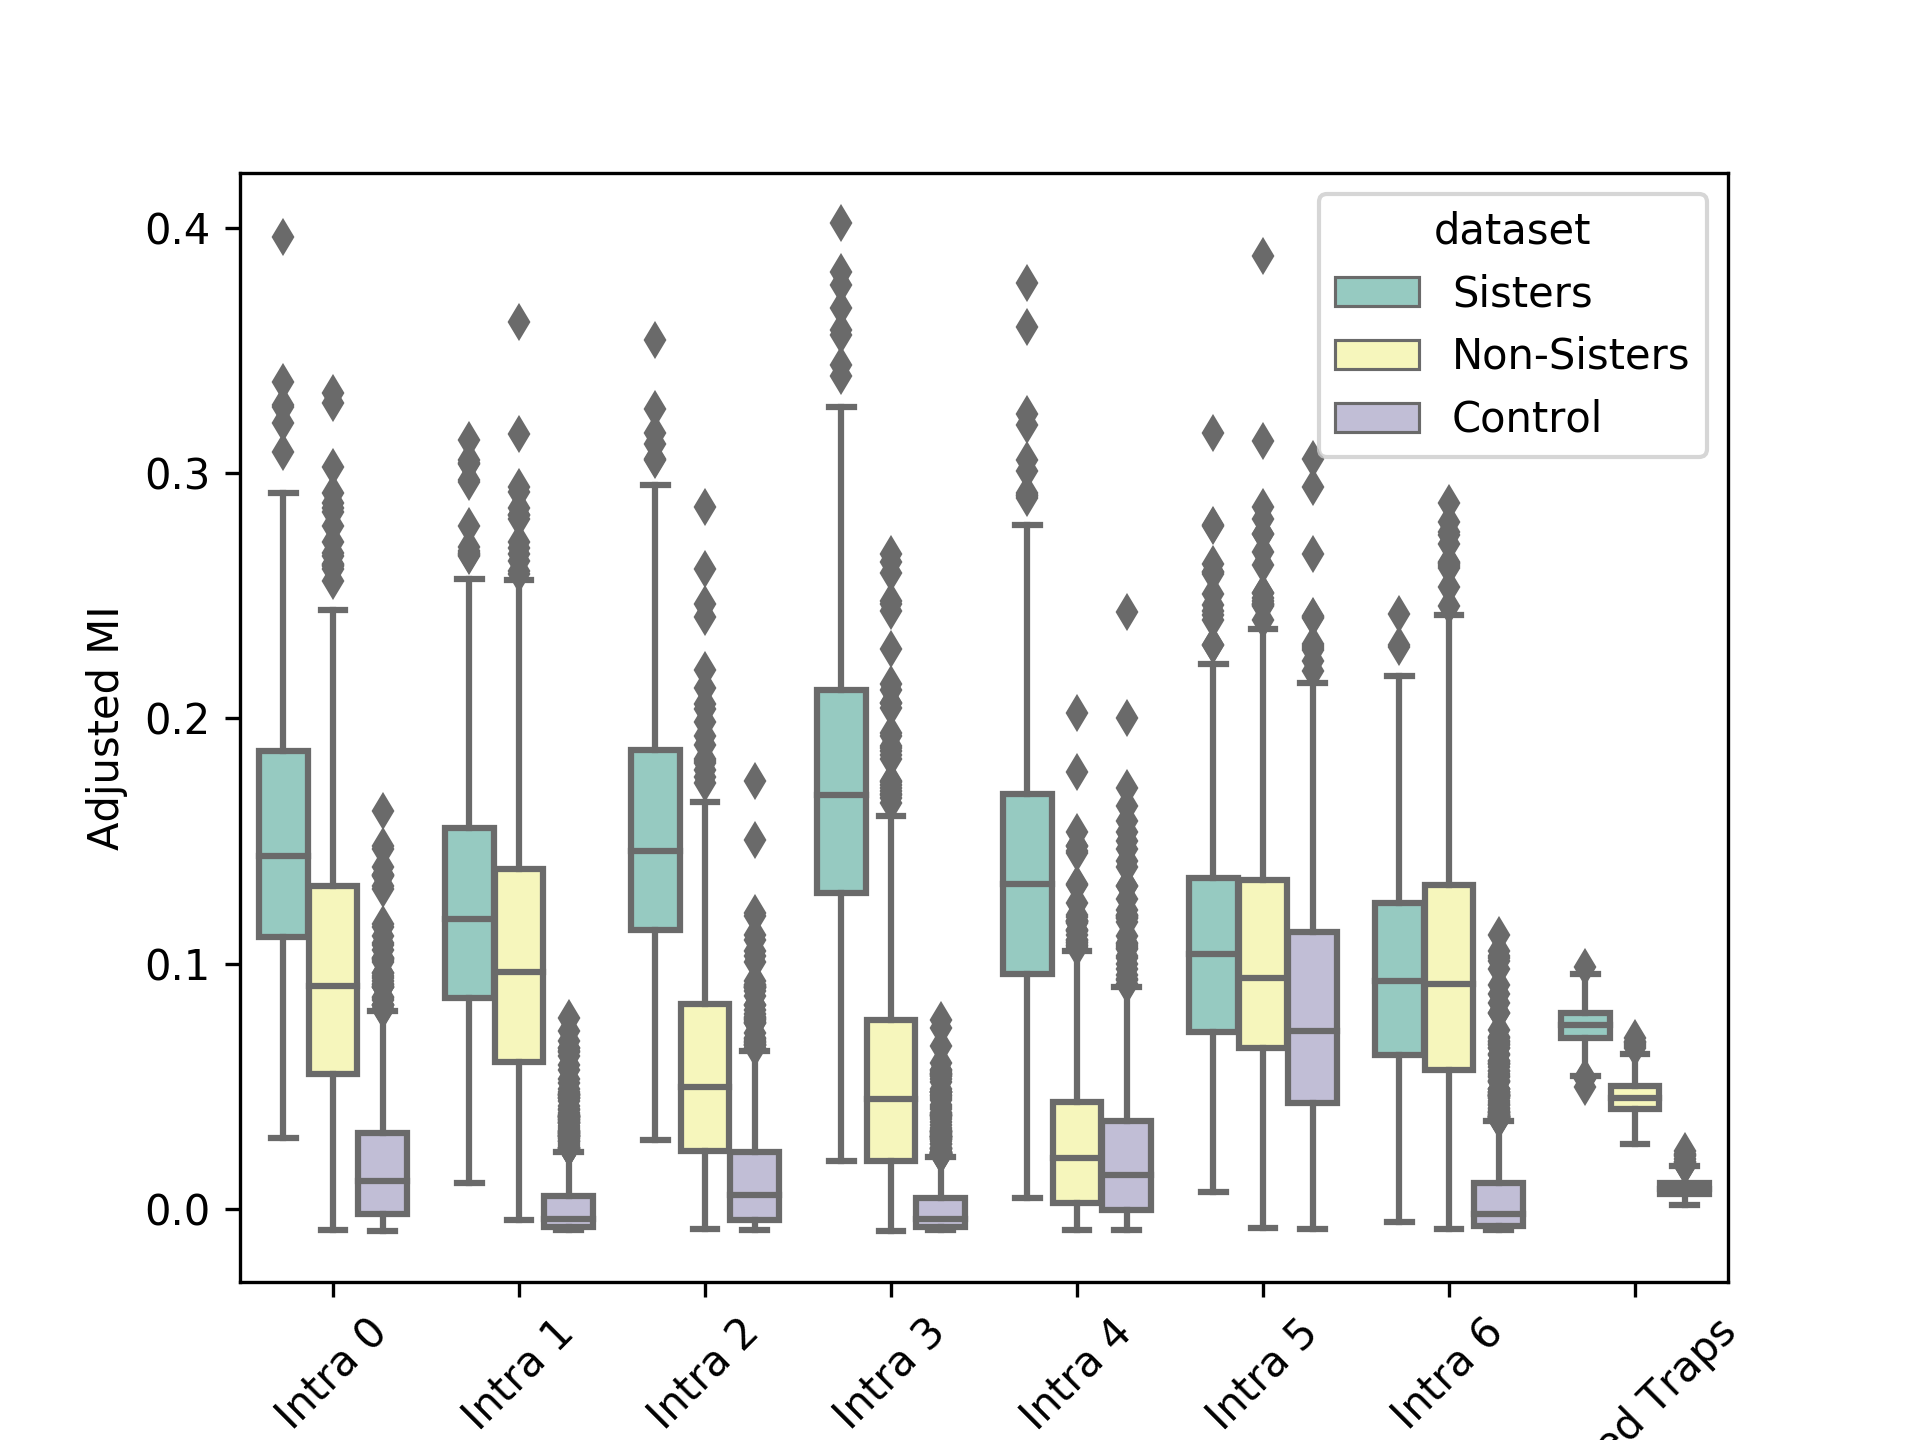 0.4
0.3
0.2
0.1
0.0
Adjusted MI
dataset
Sisters
Non-Sisters
Control
Intra 0
Intra 1
Intra 2
Intra 3
Intra 4
Intra 5
Intra 6
Traps